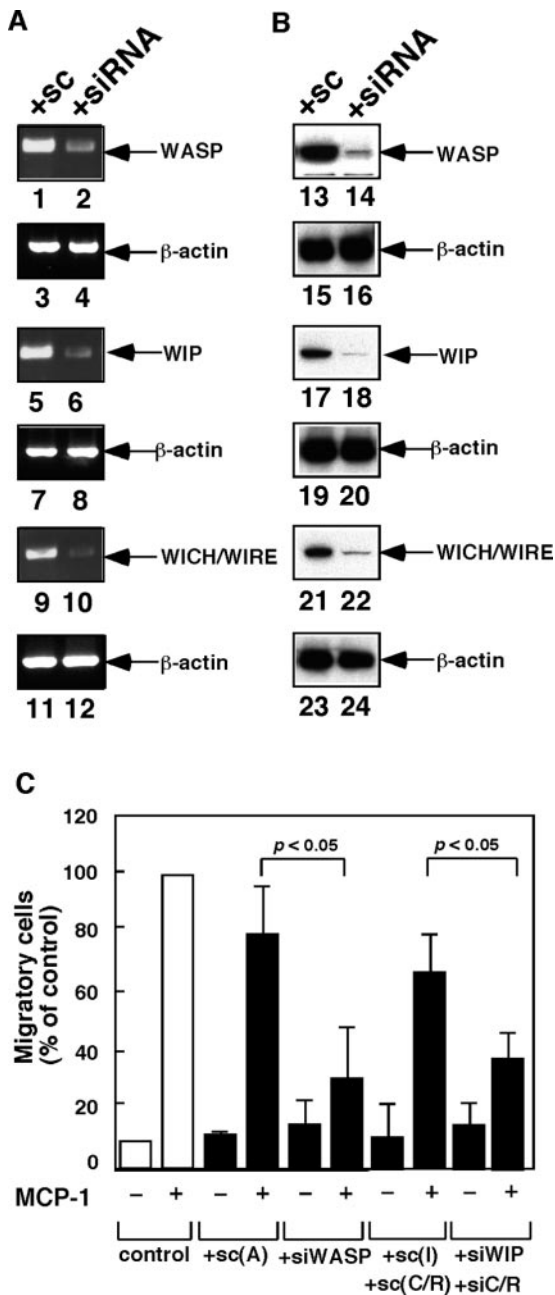 A
+sc +siRNA
WASP
1 2
β-actin
3 4
WIP
5 6
β-actin
7 8
WICH/WIRE
9 10
β-actin
11 12
B
+sc +siRNA
WASP
13 14
β-actin
15 16
WIP
17 18
β-actin
19 20
WICH/WIRE
21 22
β-actin
23 24
C
Migratory cells
(% of control)
120
100
80
60
40
20
0
p < 0.05
p < 0.05
MCP-1 − + − + − + − + − +
control +sc(A) +siWASP +sc(I) +siWIP
+sc(C/R) +siC/R